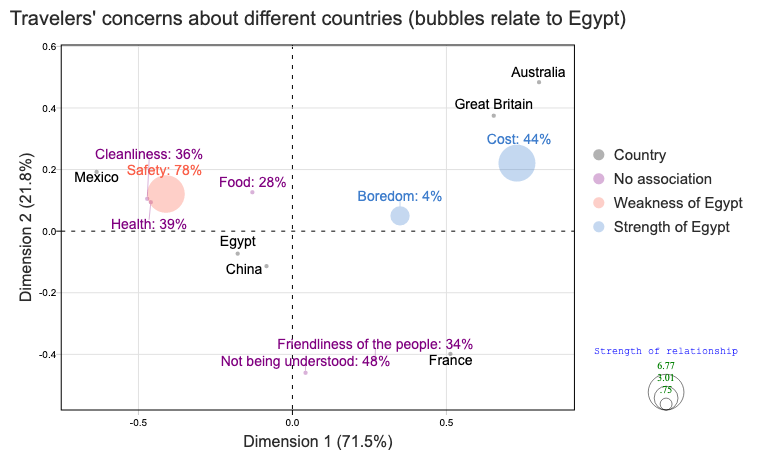 Travelers' concerns about different countries (bubbles relate to Egypt)
0.6
0.4
0.2
0.0
-0.2
-0.4
Dimension 2 (21.8%)
Australia
Great Britain
Cost: 44%
Cleanliness: 36%
Safety: 78%
Mexico
Food: 28%
Boredom: 4%
Health: 39%
Egypt
China
Friendliness of the people: 34%
Not being understood: 48%
France
-0.5
0.0
0.5
Dimension 1 (71.5%)
Country
No association
Weakness of Egypt
Strength of Egypt
Strength of relationship
6.77
3.01
.75